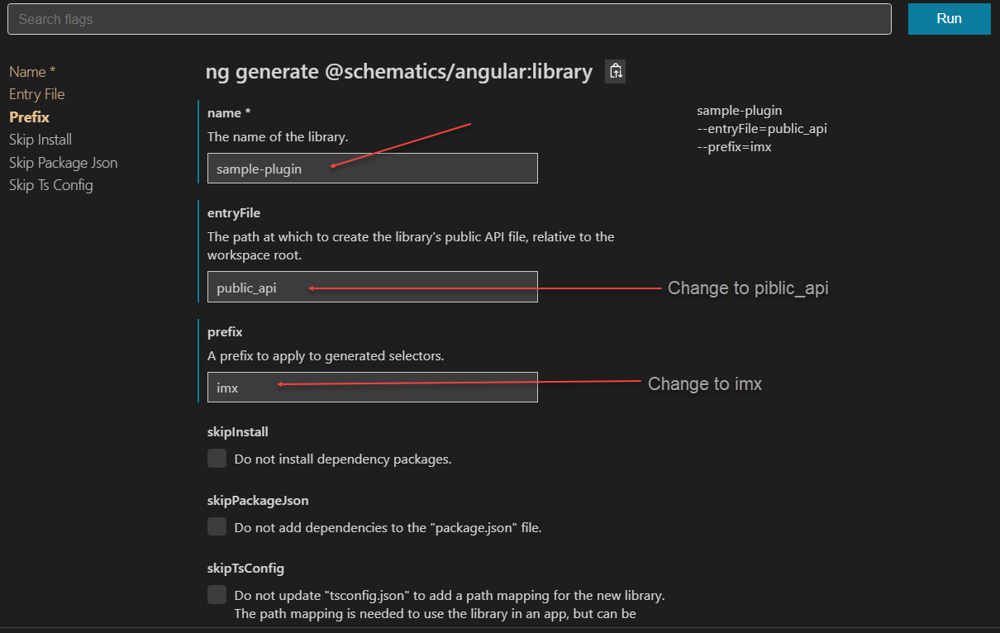 Search flags
Run
Name *
Entry File
Prefix
Skip Install
Skip Package Json
Skip Ts Config
ng generate @schematics/angular:library
name *
The name of the library.
sample-plugin
sample-plugin
--entryFile=public_api
--prefix=imx
entryFile
The path at which to create the library's public API file, relative to the
workspace root.
public_api
Change to piblic_api
prefix
A prefix to apply to generated selectors.
imx
Change to imx
skipInstall
Do not install dependency packages.
skipPackageJson
Do not add dependencies to the "package.json" file.
skipTsConfig
Do not update "tsconfig.json" to add a path mapping for the new library.
The path mapping is needed to use the library in an app, but can be